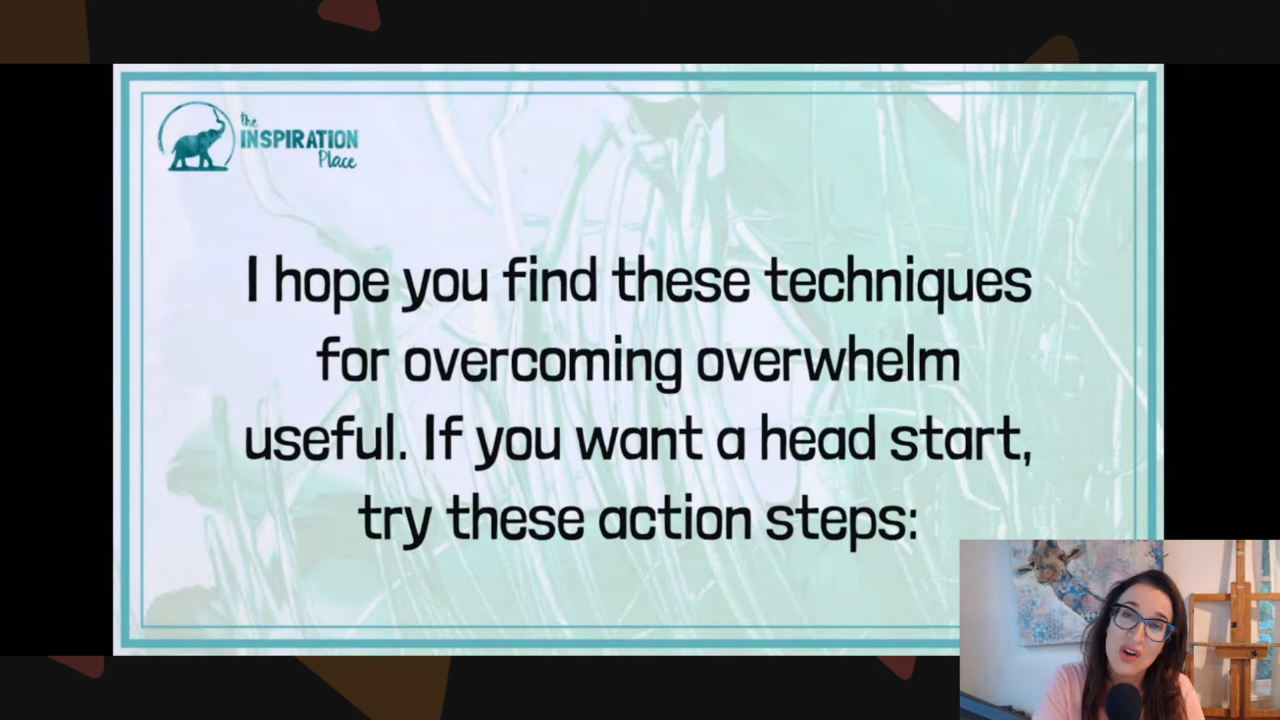 the
INSPIRATION
Place
I hope you find these techniques
for overcoming overwhelm
useful. If you want a head start,
try these action steps: